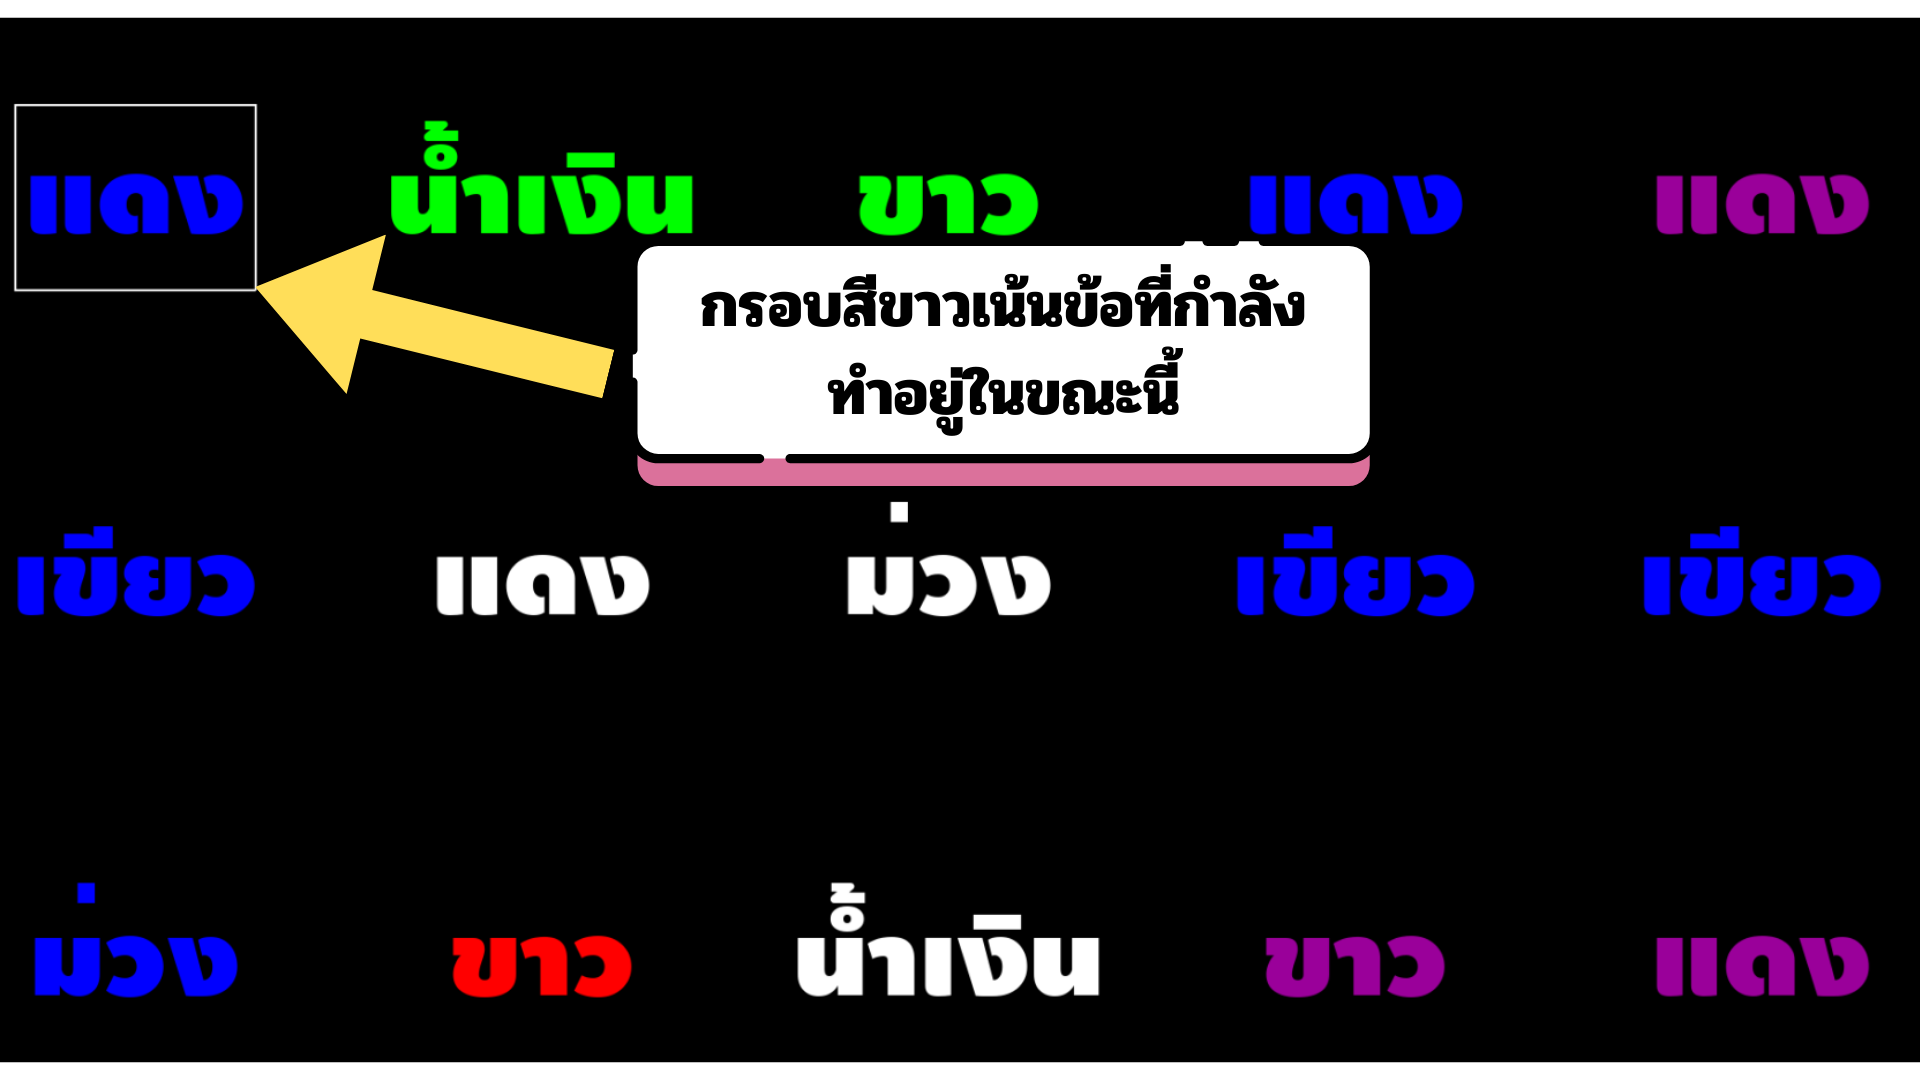 แดง น้ำเงิน ขาว แดง แดง
กรอบสีขาวเน้นข้อที่กำลัง
ทำอยู่ในขณะนี้
เขียว แดง ม่วง เขียว เขียว
ม่วง ขาว น้ำเงิน ขาว แดง